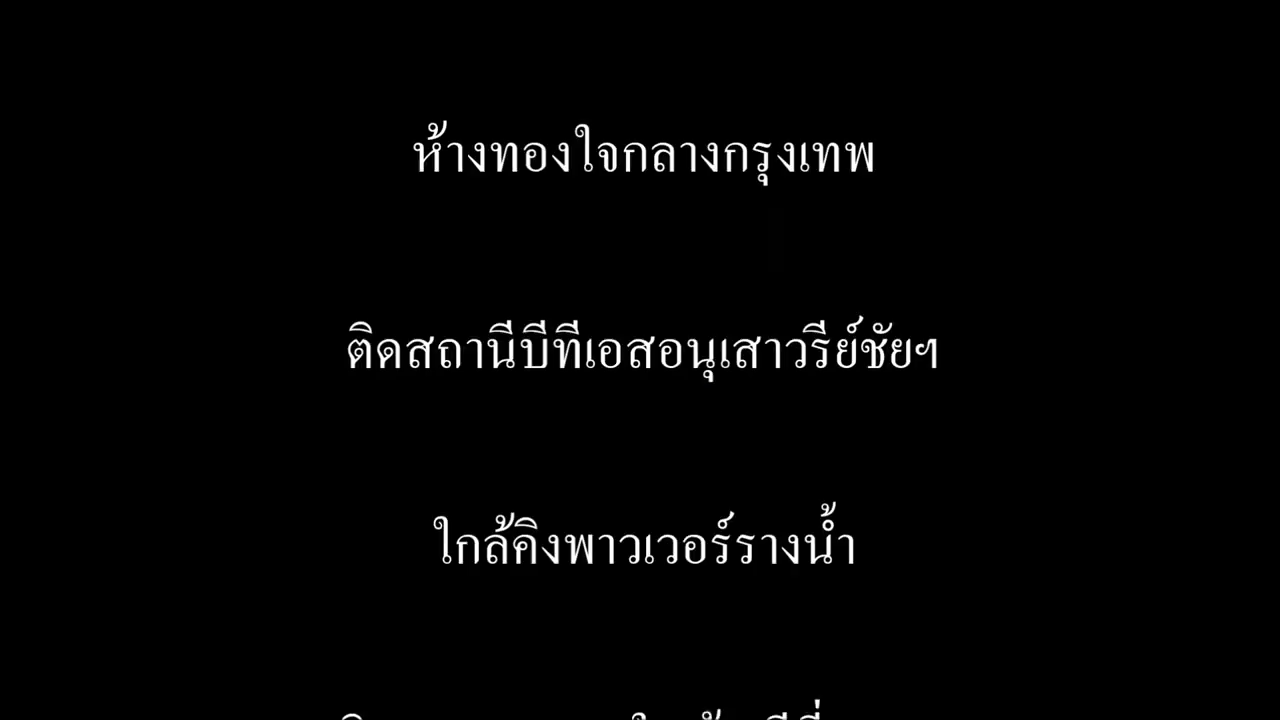 ห้างทองใจกลางกรุงเทพ
ติดสถานีบีทีเอสอนุเสาวรีย์ชัยฯ
ใกล้คิงพาวเวอร์รางน้ำ